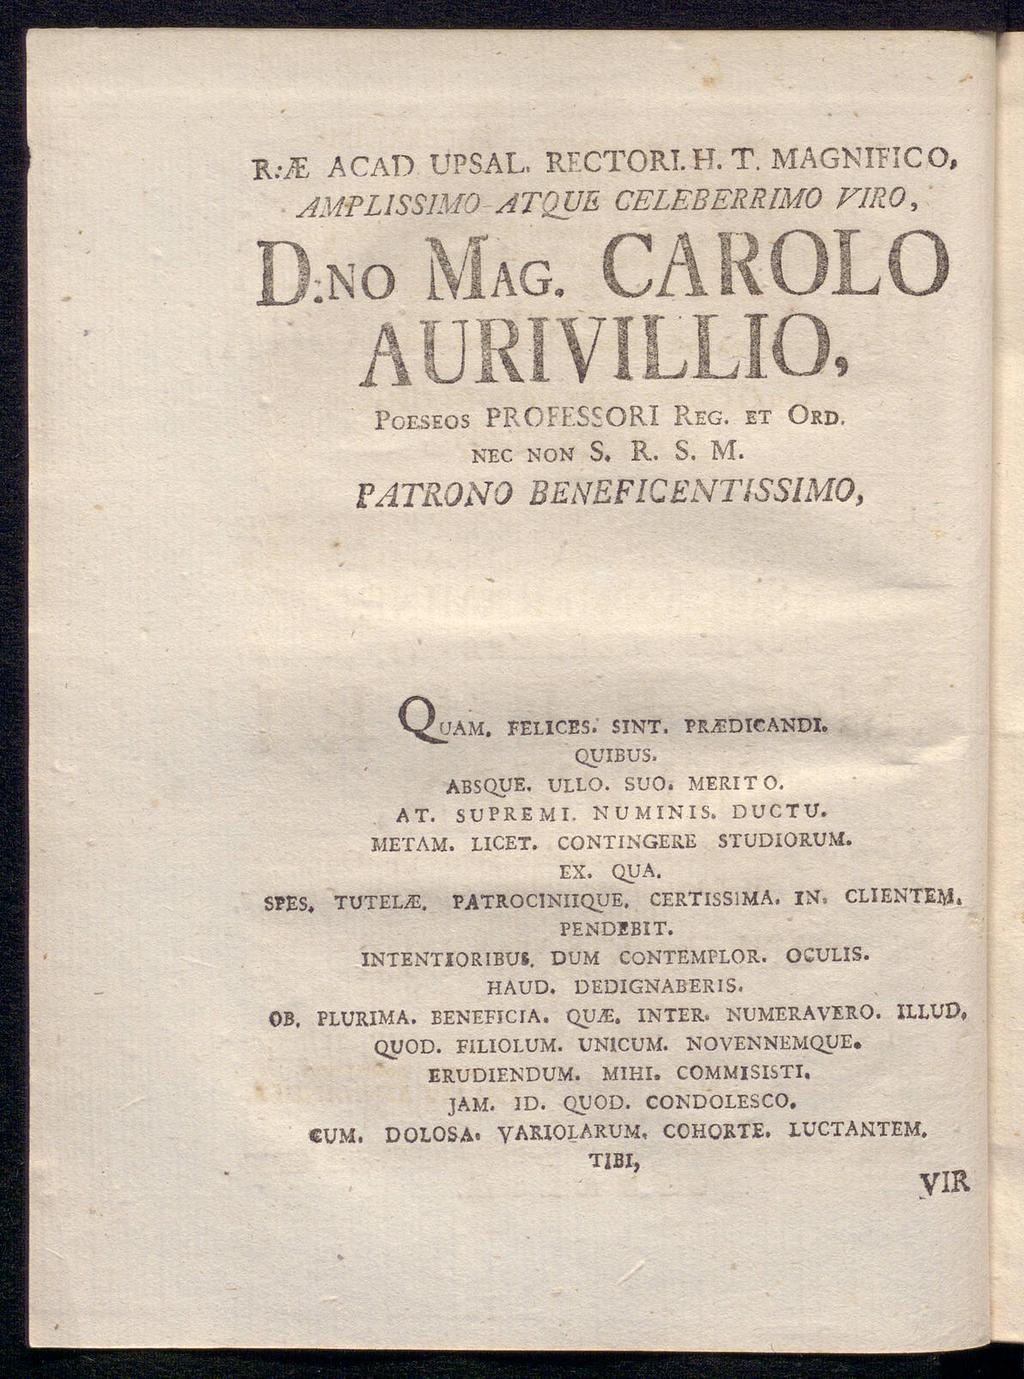 R:Æ ACAD UPSAL. RECTORI. H. T. MAGNIFICO,
AMPLISSIMO ATQUE CELEBERRIMO VIRO,
D:NO MAG. CAROLO
AURIVILLIO,
POESEOS PROFESSORI REG. ET ORD.
NEC NON S. R. S. M.
PATRONO BENEFICENTISSIMO,
QUAM. FELICES. SINT. PRÆDICANDI.
QUIBUS.
ABSQUE. ULLO. SUO. MERITO.
AT. SUPREMI. NUMINIS. DUCTU.
METAM. LICET. CONTINGERE STUDIORUM.
EX. QUA.
SPES. TUTELÆ. PATROCINIIQUE. CERTISSIMA. IN. CLIENTEM.
PENDEBIT.
INTENTIORIBUS. DUM CONTEMPLOR. OCULIS.
HAUD. DEDIGNABERIS.
OB. PLURIMA. BENEFICIA. QUÆ. INTER. NUMERAVERO. ILLUD,
QUOD. FILIOLUM. UNICUM. NOVENNEMQUE.
ERUDIENDUM. MIHI. COMMISISTI.
JAM. ID. QUOD. CONDOLESCO.
CUM. DOLOSA. VARIOLARUM. COHORTE. LUCTANTEM.
TIBI,
VIR